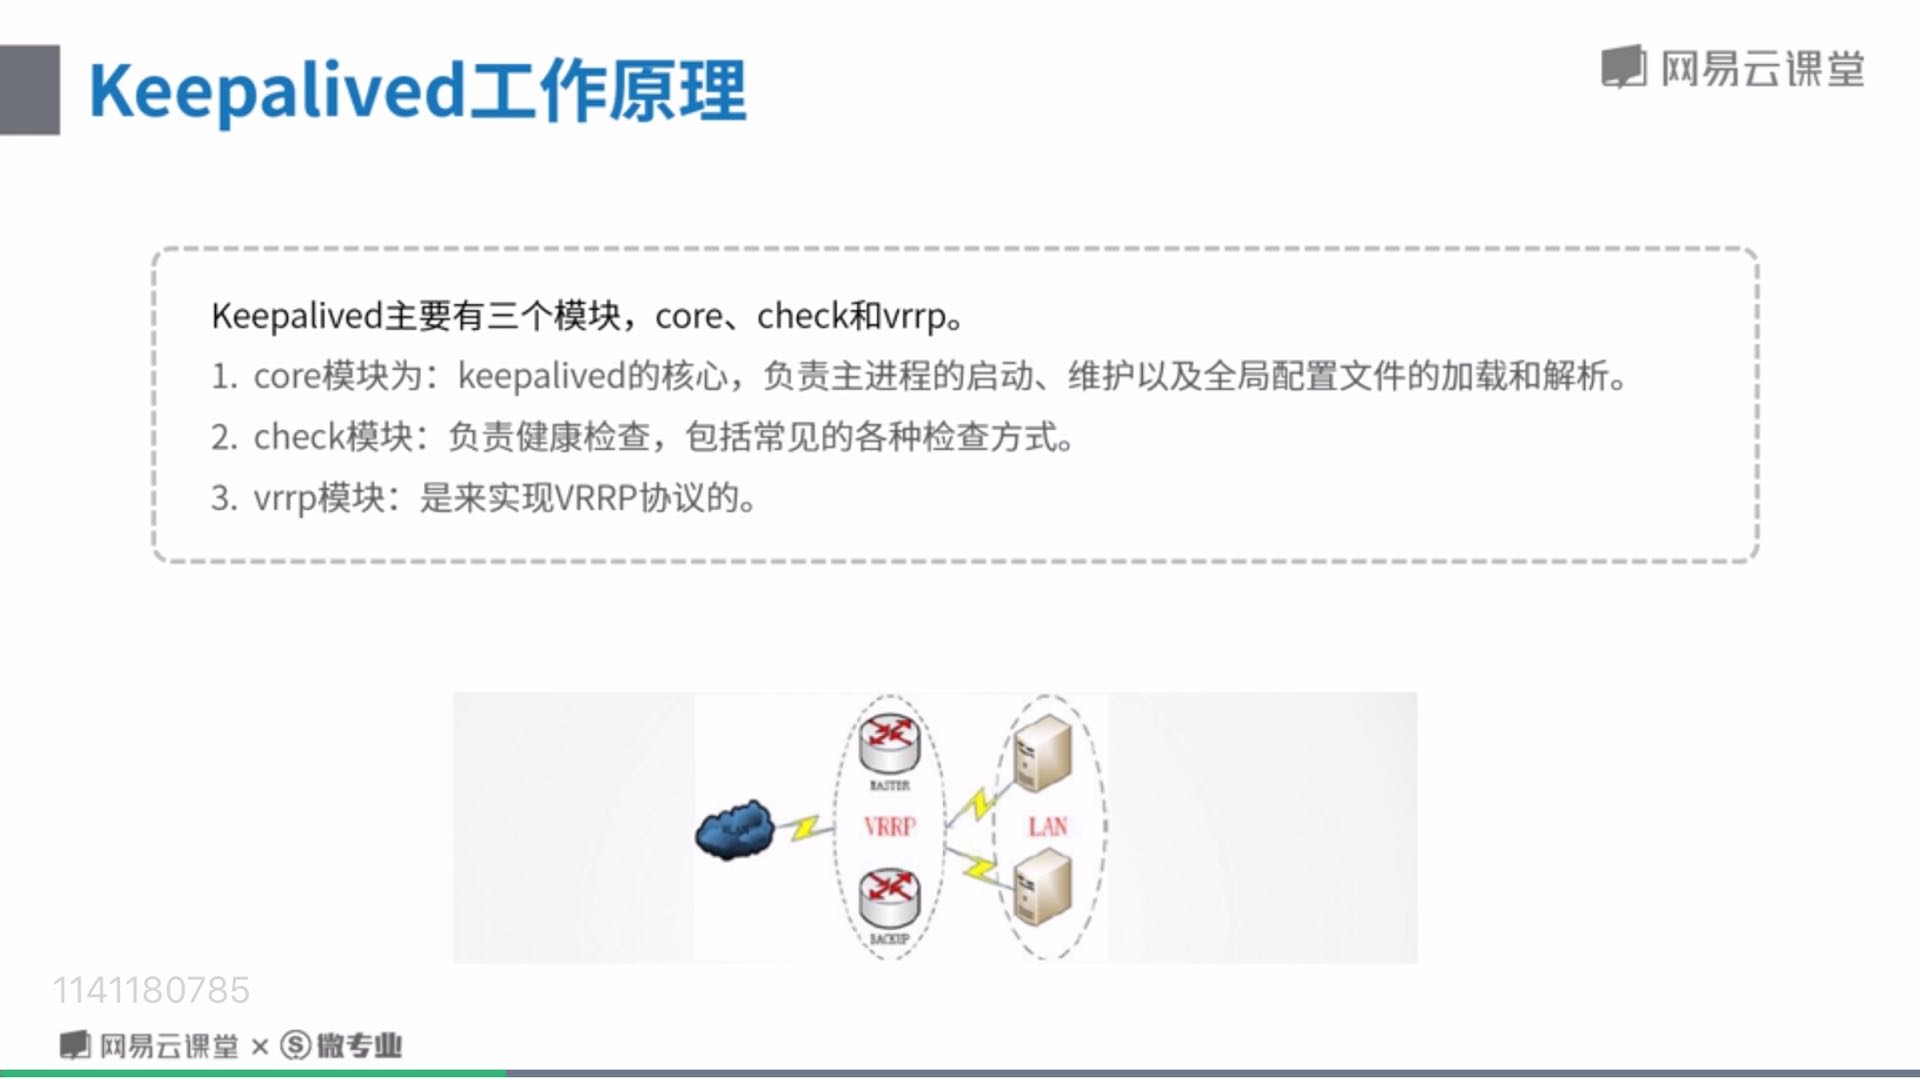 Keepalived工作原理
网易云课堂
Keepalived主要有三个模块，core、check和vrrp。
1. core模块为：keepalived的核心，负责主进程的启动、维护以及全局配置文件的加载和解析。
2. check模块：负责健康检查，包括常见的各种检查方式。
3. vrrp模块：是来实现VRRP协议的。
MASTER
VRRP
LAN
BACKUP
1141180785
网易云课堂 × 微专业